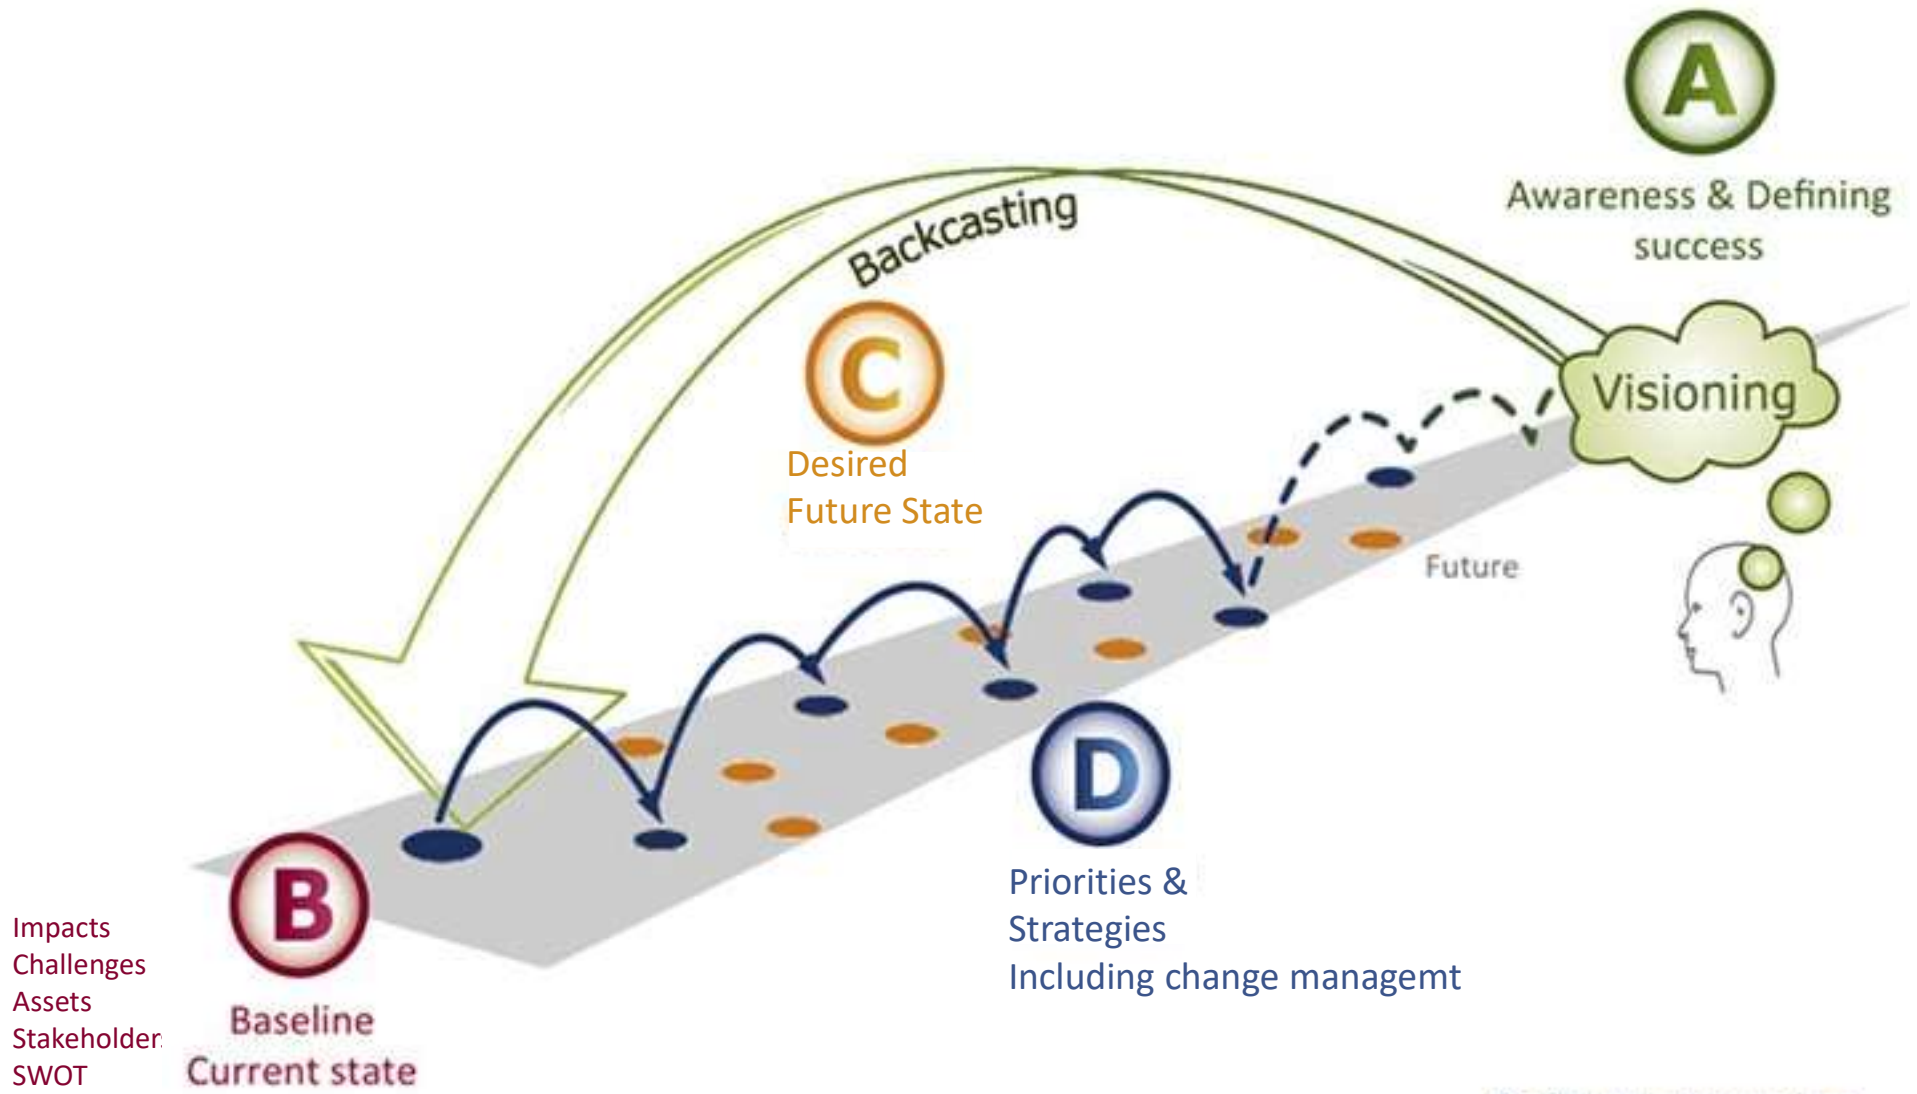 A
Awareness & Defining
success
Backcasting
Visioning
C
Desired
Future State
Future
D
Priorities &
Strategies
Including change managemt
B
Baseline
Current state
Impacts
Challenges
Assets
Stakeholder
SWOT